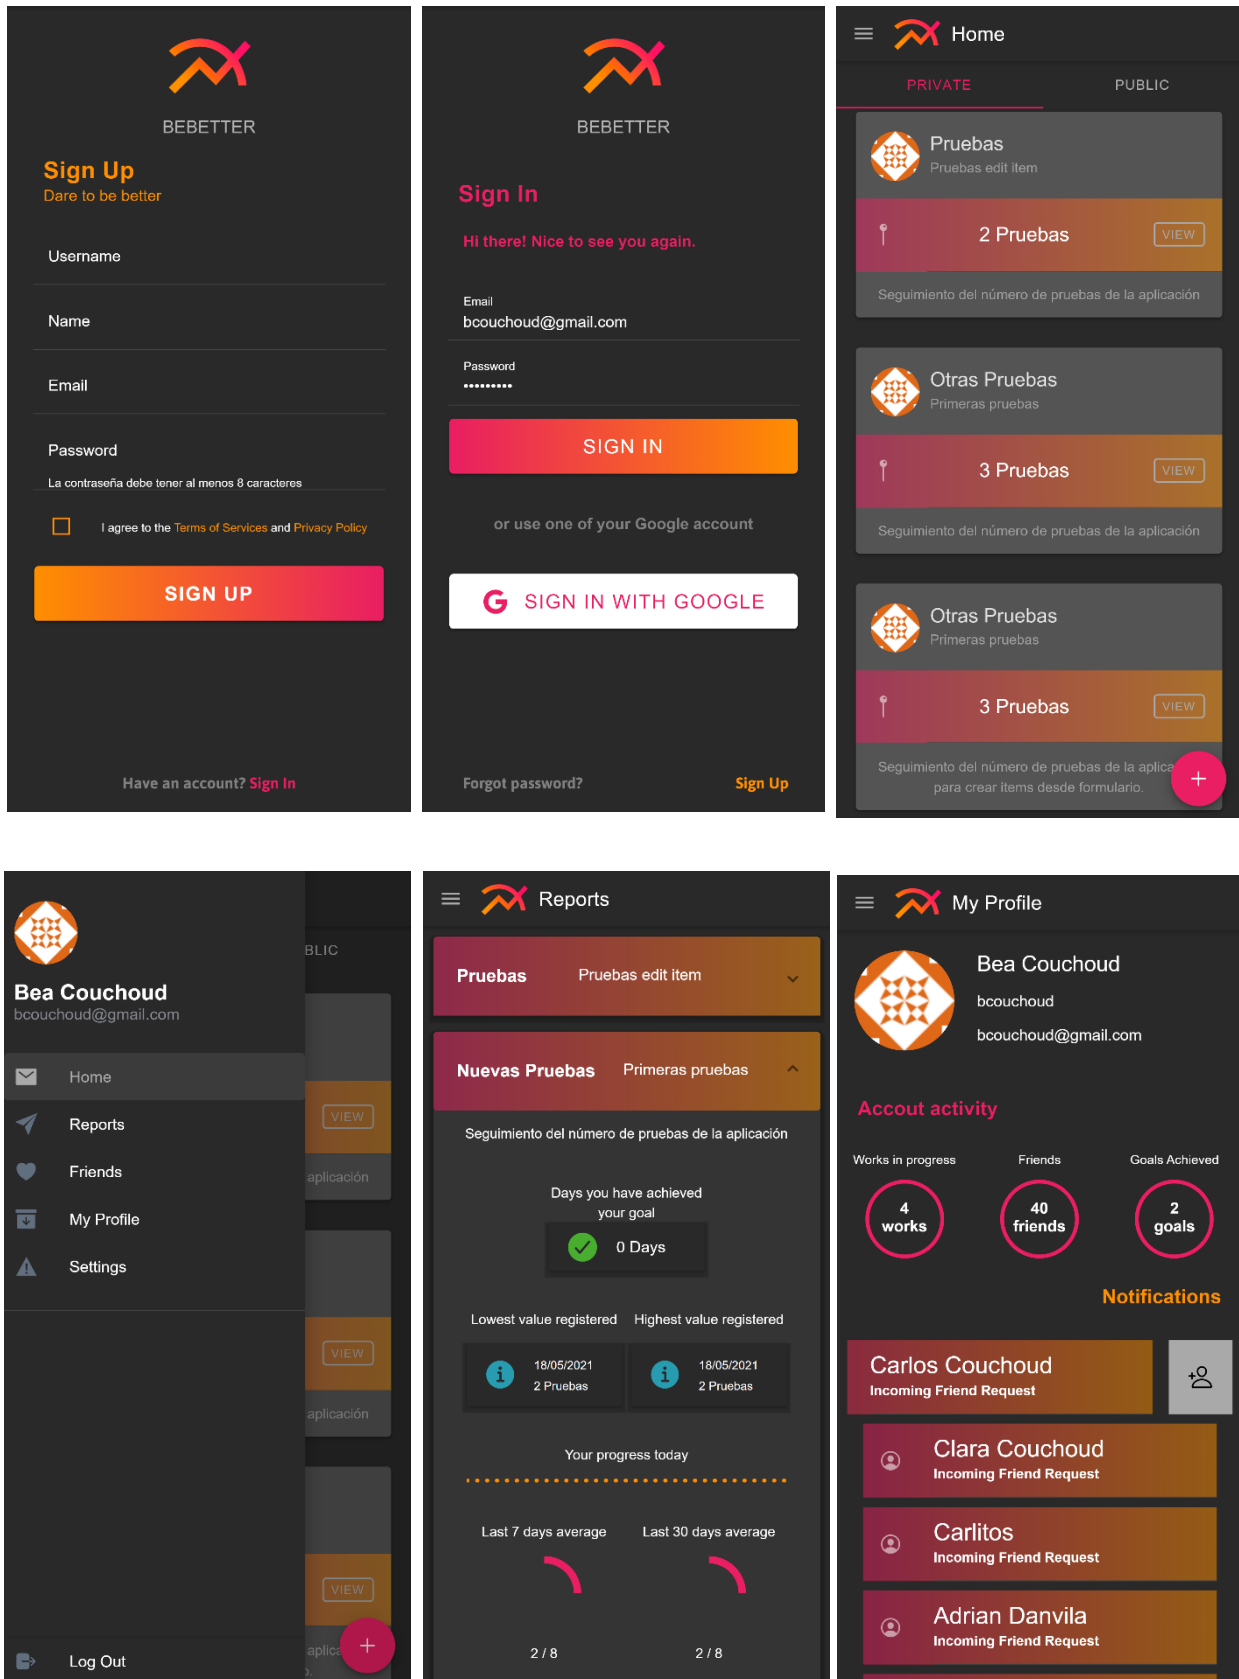 BEBETTER
Sign Up
Dare to be better
Username
Name
Email
Password
La contraseña debe tener al menos 8 caracteres
I agree to the Terms of Services and Privacy Policy
SIGN UP
Have an account? Sign In
BEBETTER
Sign In
Hi there! Nice to see you again.
Email
bcouchoud@gmail.com
Password
•••••••••
SIGN IN
or use one of your Google account
SIGN IN WITH GOOGLE
Forgot password? Sign Up
Home
PRIVATE PUBLIC
Pruebas
Pruebas edit item
2 Pruebas VIEW
Seguimiento del número de pruebas de la aplicación
Otras Pruebas
Primeras pruebas
3 Pruebas VIEW
Seguimiento del número de pruebas de la aplicación
Otras Pruebas
Primeras pruebas
3 Pruebas VIEW
Seguimiento del número de pruebas de la aplica
para crear items desde formulario.
+
Bea Couchoud
bcouchoud@gmail.com
Home
Reports
Friends
My Profile
Settings
Log Out
BLIC
VIEW
aplicación
VIEW
aplicación
VIEW
aplica
+
Reports
Pruebas Pruebas edit item
Nuevas Pruebas Primeras pruebas
Seguimiento del número de pruebas de la aplicación
Days you have achieved
your goal
0 Days
Lowest value registered Highest value registered
18/05/2021 18/05/2021
2 Pruebas 2 Pruebas
Your progress today
Last 7 days average Last 30 days average
2 / 8 2 / 8
My Profile
Bea Couchoud
bcouchoud
bcouchoud@gmail.com
Accout activity
Works in progress Friends Goals Achieved
4 40 2
works friends goals
Notifications
Carlos Couchoud
Incoming Friend Request
Clara Couchoud
Incoming Friend Request
Carlitos
Incoming Friend Request
Adrian Danvila
Incoming Friend Request